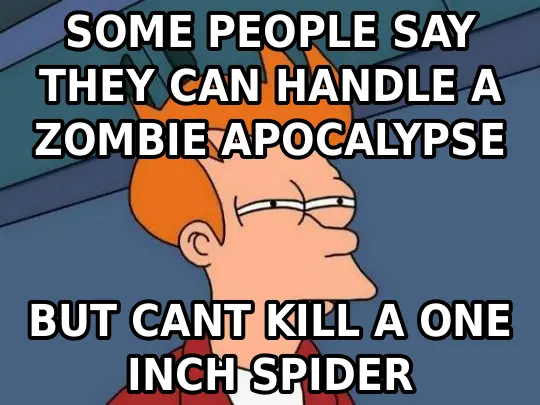 SOME PEOPLE SAY
THEY CAN HANDLE A
ZOMBIE APOCALYPSE
BUT CANT KILL A ONE
INCH SPIDER